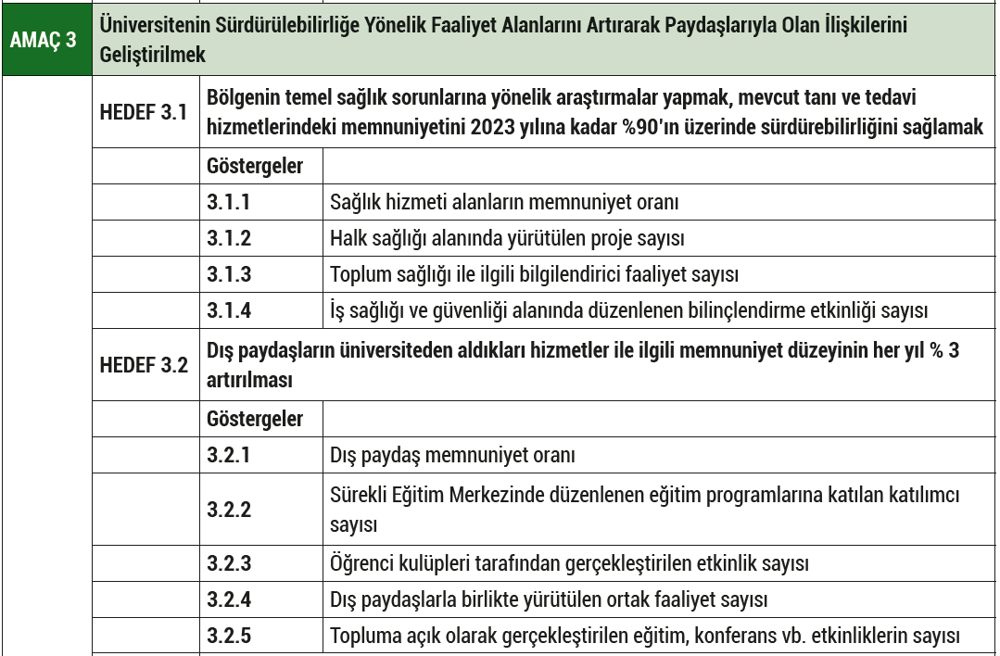 AMAÇ 3
Üniversitenin Sürdürülebilirliğe Yönelik Faaliyet Alanlarını Artırarak Paydaşlarıyla Olan İlişkilerini
Geliştirilmek
HEDEF 3.1
Bölgenin temel sağlık sorunlarına yönelik araştırmalar yapmak, mevcut tanı ve tedavi
hizmetlerindeki memnuniyetini 2023 yılına kadar %90'ın üzerinde sürdürebilirliğini sağlamak
Göstergeler
3.1.1 Sağlık hizmeti alanların memnuniyet oranı
3.1.2 Halk sağlığı alanında yürütülen proje sayısı
3.1.3 Toplum sağlığı ile ilgili bilgilendirici faaliyet sayısı
3.1.4 İş sağlığı ve güvenliği alanında düzenlenen bilinçlendirme etkinliği sayısı
HEDEF 3.2
Dış paydaşların üniversiteden aldıkları hizmetler ile ilgili memnuniyet düzeyinin her yıl % 3
artırılması
Göstergeler
3.2.1 Dış paydaş memnuniyet oranı
3.2.2 Sürekli Eğitim Merkezinde düzenlenen eğitim programlarına katılan katılımcı
sayısı
3.2.3 Öğrenci kulüpleri tarafından gerçekleştirilen etkinlik sayısı
3.2.4 Dış paydaşlarla birlikte yürütülen ortak faaliyet sayısı
3.2.5 Topluma açık olarak gerçekleştirilen eğitim, konferans vb. etkinliklerin sayısı